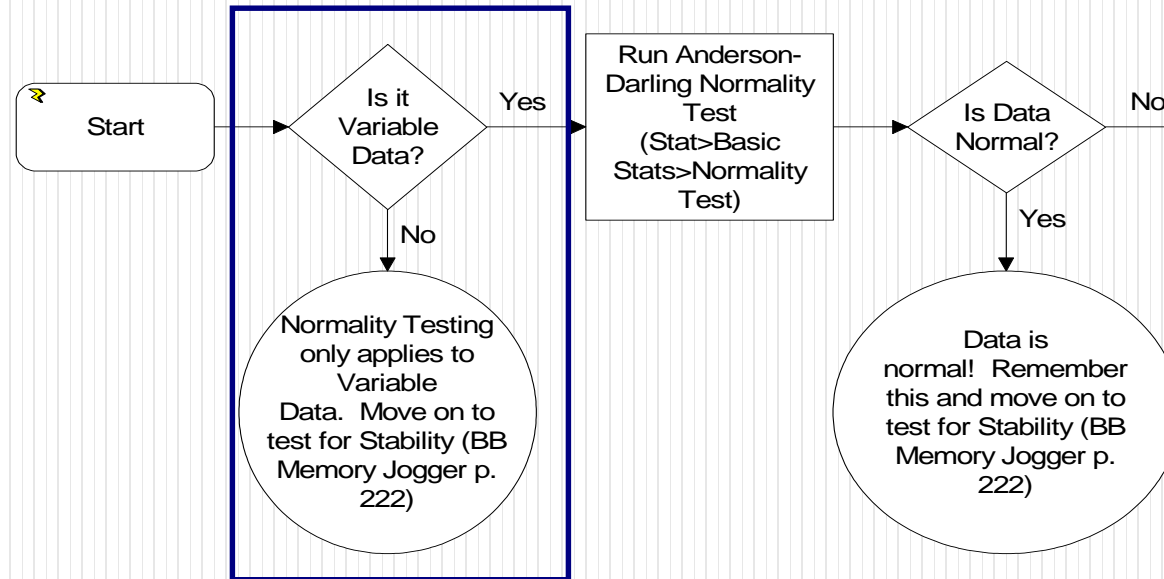 Start
Is it
Variable
Data?
Yes
No
Normality Testing
only applies to
Variable
Data.  Move on to
test for Stability (BB
Memory Jogger p.
222)
Run Anderson-
Darling Normality
Test
(Stat>Basic
Stats>Normality
Test)
Is Data
Normal?
No
Yes
Data is
normal!  Remember
this and move on to
test for Stability (BB
Memory Jogger p.
222)